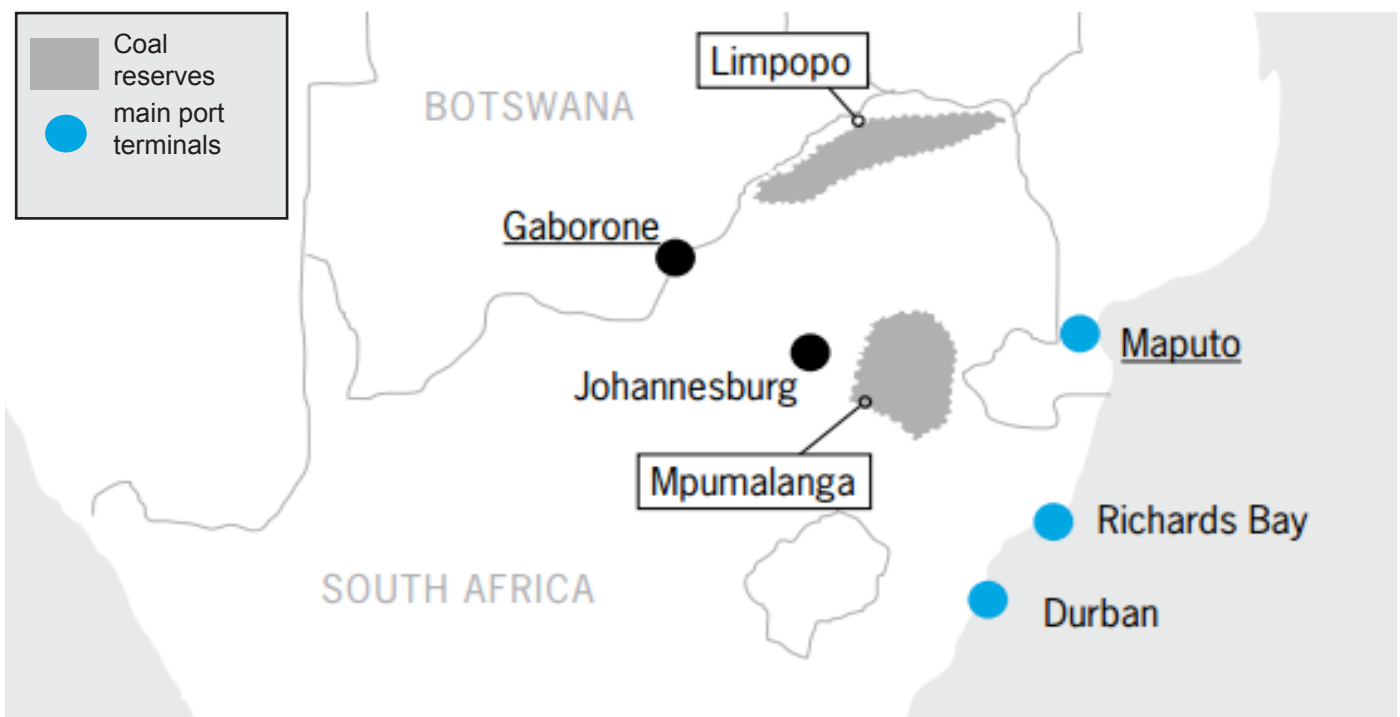 Coal
reserves
main port
terminals
Limpopo
BOTSWANA
Gaborone
Maputo
Johannesburg
Mpumalanga
Richards Bay
SOUTH AFRICA
Durban